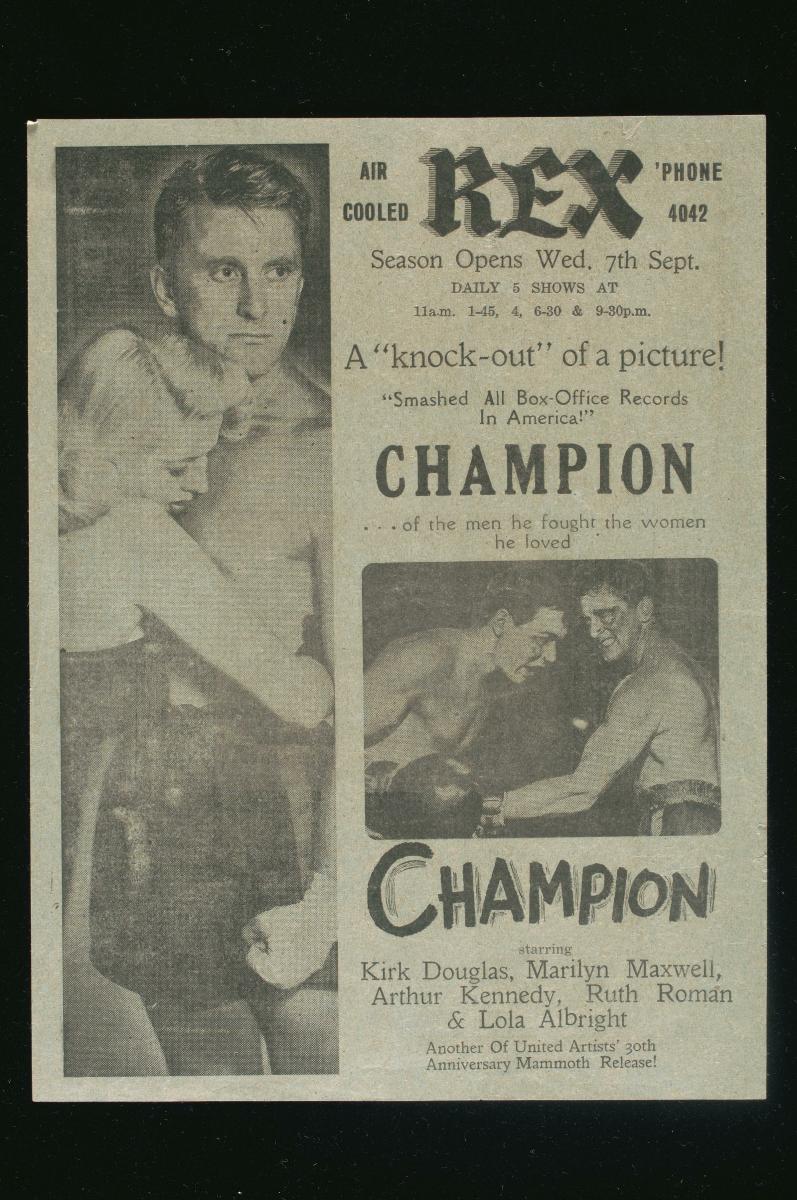 AIR COOLED REX 'PHONE 4042
Season Opens Wed. 7th Sept.
DAILY 5 SHOWS AT
11a.m. 1-45, 4, 6-30 & 9-30p.m.
A "knock-out" of a picture!
"Smashed All Box-Office Records
In America!"
CHAMPION
...of the men he fought the women
he loved
CHAMPION
starring
Kirk Douglas, Marilyn Maxwell,
Arthur Kennedy, Ruth Roman
& Lola Albright
Another Of United Artists' 30th
Anniversary Mammoth Release!